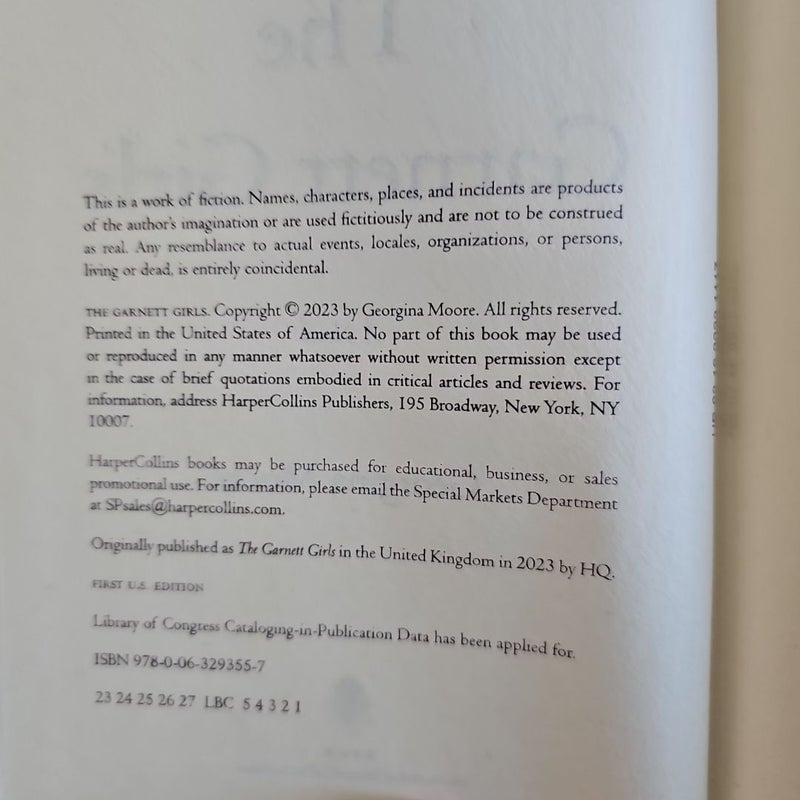 This is a work of fiction. Names, characters, places, and incidents are products
of the author's imagination or are used fictitiously and are not to be construed
as real. Any resemblance to actual events, locales, organizations, or persons,
living or dead, is entirely coincidental.
THE GARNETT GIRLS. Copyright © 2023 by Georgina Moore. All rights reserved.
Printed in the United States of America. No part of this book may be used
or reproduced in any manner whatsoever without written permission except
in the case of brief quotations embodied in critical articles and reviews. For
information, address HarperCollins Publishers, 195 Broadway, New York, NY
10007.
HarperCollins books may be purchased for educational, business, or sales
promotional use. For information, please email the Special Markets Department
at SPsales@harpercollins.com.
Originally published as The Garnett Girls in the United Kingdom in 2023 by HQ.
FIRST U.S. EDITION
Library of Congress Cataloging-in-Publication Data has been applied for.
ISBN 978-0-06-329355-7
23 24 25 26 27 LBC 5 4 3 2 1